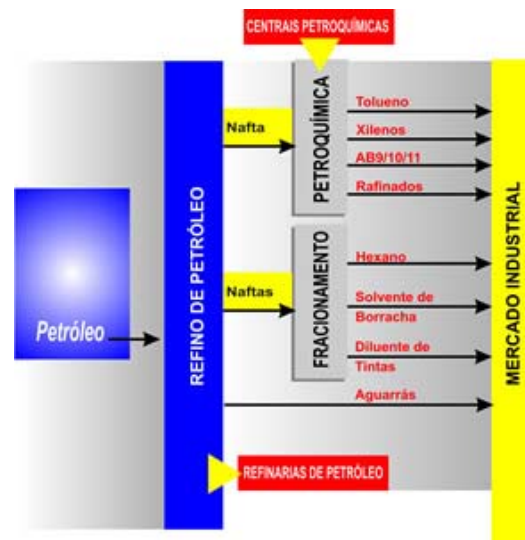 CENTRAIS PETROQUÍMICAS
Petróleo
REFINO DE PETRÓLEO
Nafta
PETROQUÍMICA
Tolueno
Xilenos
AB9/10/11
Rafinados
Naftas
FRACIONAMENTO
Hexano
Solvente de
Borracha
Diluente de
Tintas
Aguarrás
MERCADO INDUSTRIAL
REFINARIAS DE PETRÓLEO